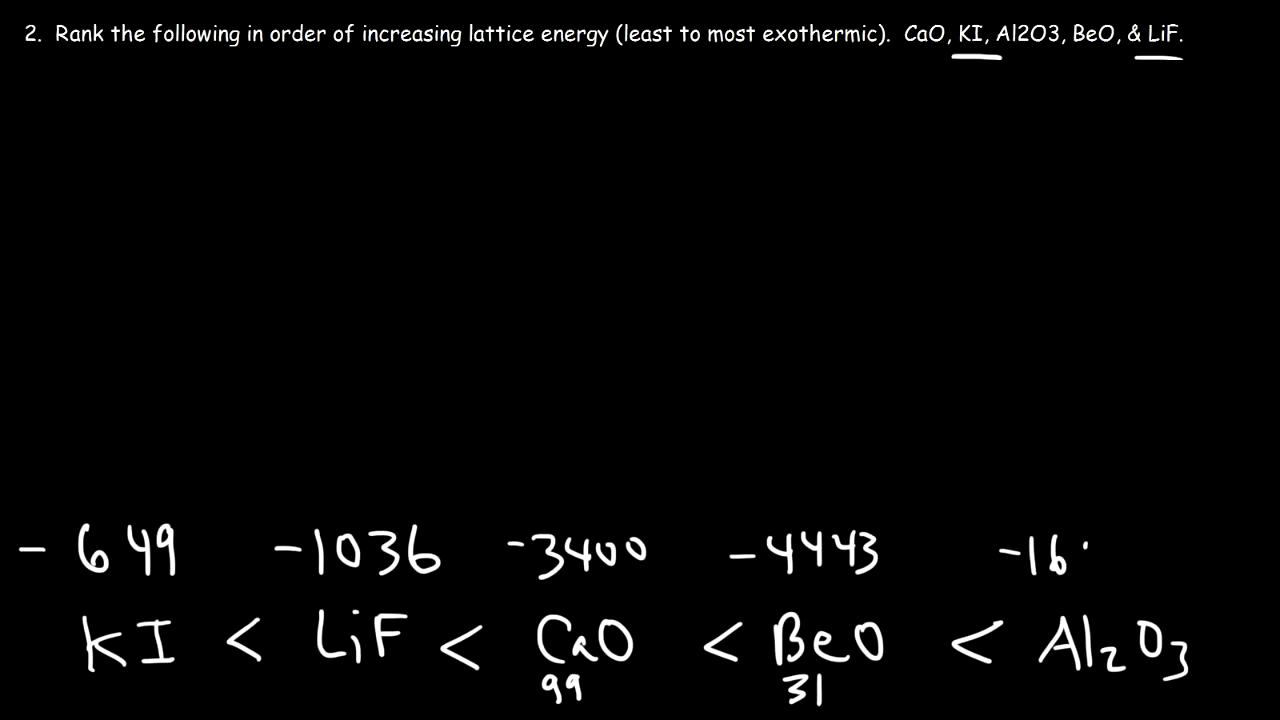 2. Rank the following in order of increasing lattice energy (least to most exothermic). CaO, KI, Al2O3, BeO, & LiF.
-649 -1036 -3400 -4443 -16
KI < LiF < CaO < BeO < Al₂O₃
99 31